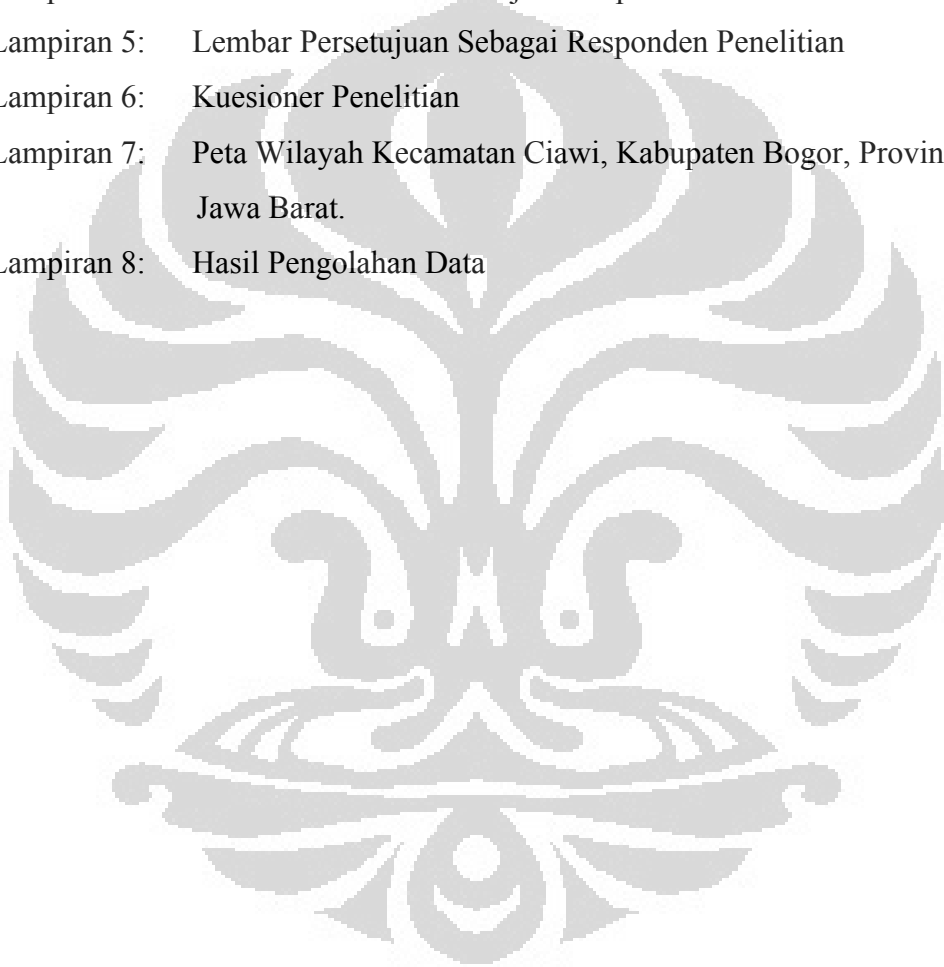 Lampiran 5: Lembar Persetujuan Sebagai Responden Penelitian
Lampiran 6: Kuesioner Penelitian
Lampiran 7: Peta Wilayah Kecamatan Ciawi, Kabupaten Bogor, Provin
Jawa Barat.
Lampiran 8: Hasil Pengolahan Data